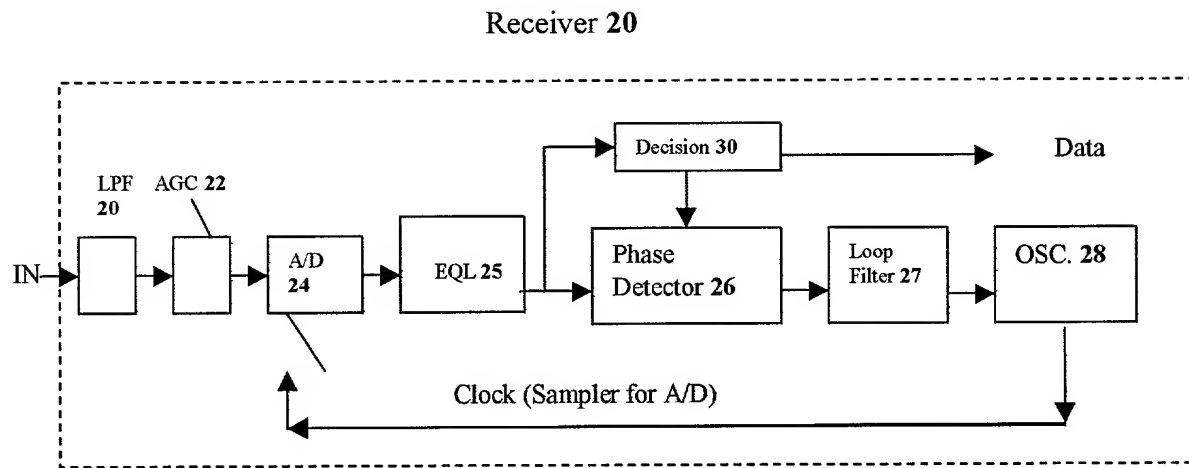 Receiver 20
Decision 30
Data
LPF
20
AGC 22
IN
A/D
24
EQL 25
Phase
Detector 26
Loop
Filter 27
OSC. 28
Clock (Sampler for A/D)